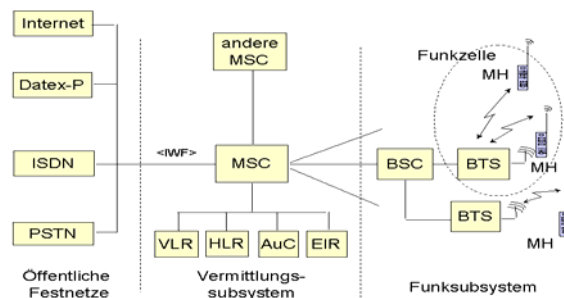 Internet
Datex-P
ISDN
PSTN
Öffentliche
Festnetze
andere
MSC
<IWF>
MSC
VLR
HLR
AuC
EIR
Vermittlungs-
subsystem
Funkzelle
MH
BSC
BTS
MH
BTS
MH
Funksubsystem